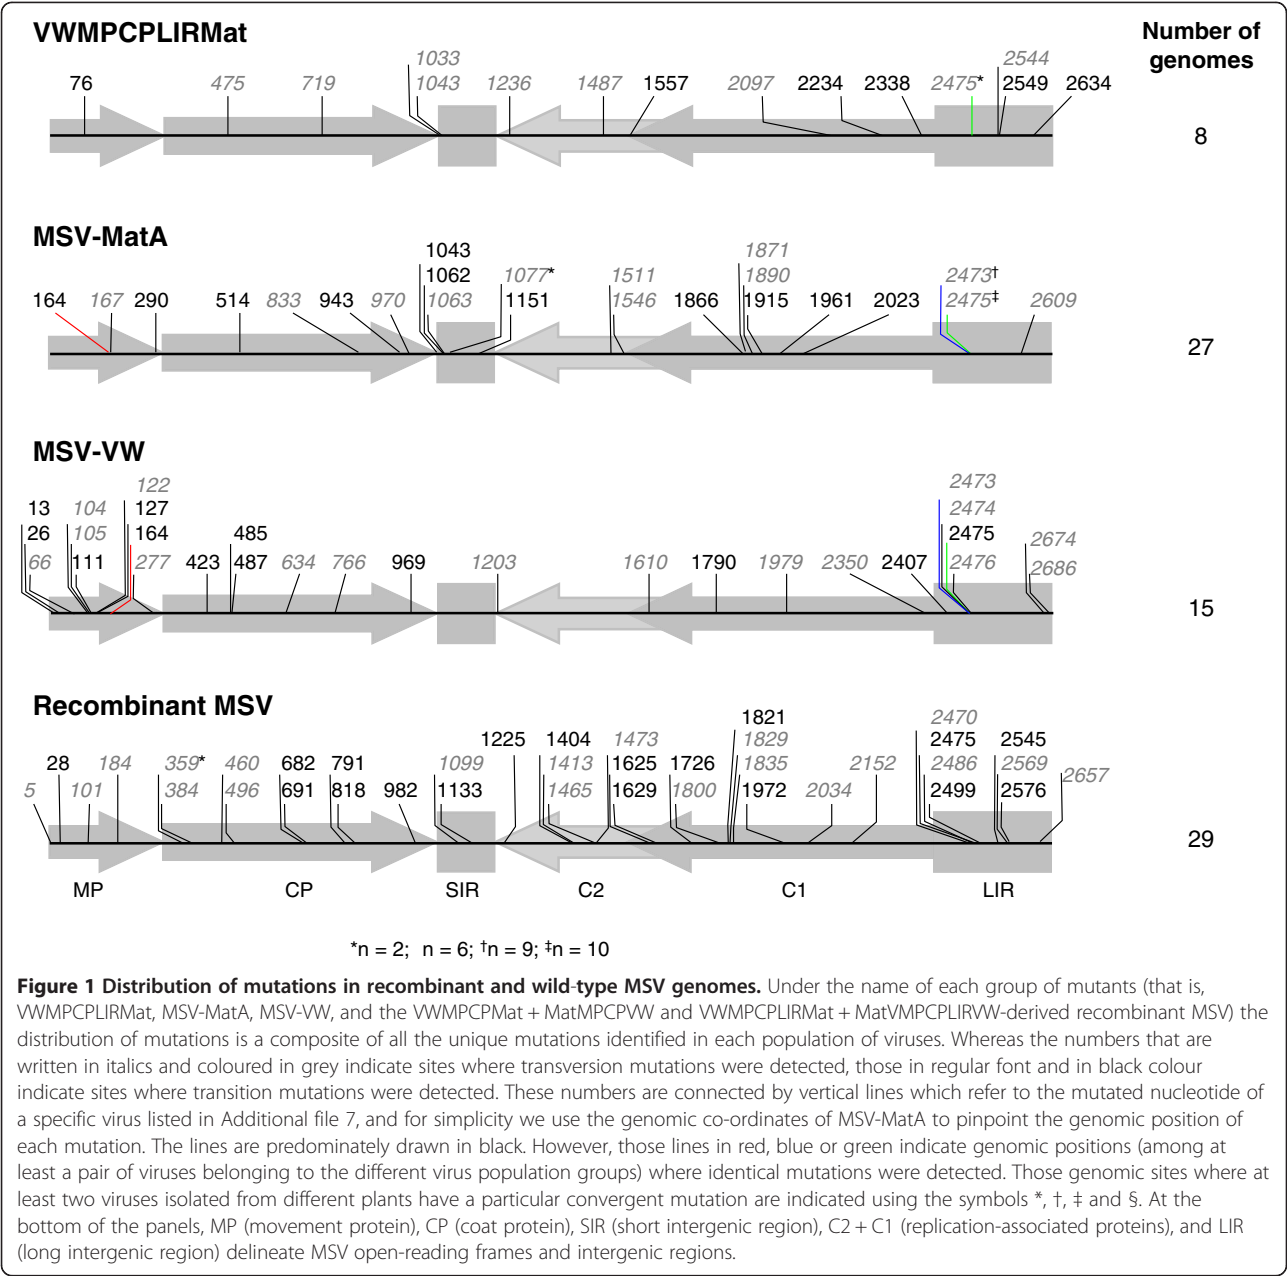 VWMPCPLIRMat
Number of
genomes
1033
2544
76 475 719 1043 1236 1487 1557 2097 2234 2338 2475* 2549 2634
8
MSV-MatA
1043 1871
1062 1077* 1511 1890 2473†
164 167 290 514 833 943 970 1063 1151 1546 1866 1915 1961 2023 2475‡ 2609
27
MSV-VW
122 2473
13 104 127 2474
26 105 164 485 2475 2674
66 111 277 423 487 634 766 969 1203 1610 1790 1979 2350 2407 2476 2686
15
Recombinant MSV
1821 2470
1225 1404 1473 1829 2475 2545
28 184 359* 460 682 791 1099 1413 1625 1726 1835 2152 2486 2569 2657
5 101 384 496 691 818 982 1133 1465 1629 1800 1972 2034 2499 2576
29
MP CP SIR C2 C1 LIR
*n = 2; n = 6; †n = 9; ‡n = 10
Figure 1 Distribution of mutations in recombinant and wild-type MSV genomes. Under the name of each group of mutants (that is,
VWMPCPLIRMat, MSV-MatA, MSV-VW, and the VWMPCPMat + MatMPCPVW and VWMPCPLIRMat + MatVMPCPLIRVW-derived recombinant MSV) the
distribution of mutations is a composite of all the unique mutations identified in each population of viruses. Whereas the numbers that are
written in italics and coloured in grey indicate sites where transversion mutations were detected, those in regular font and in black colour
indicate sites where transition mutations were detected. These numbers are connected by vertical lines which refer to the mutated nucleotide of
a specific virus listed in Additional file 7, and for simplicity we use the genomic co-ordinates of MSV-MatA to pinpoint the genomic position of
each mutation. The lines are predominately drawn in black. However, those lines in red, blue or green indicate genomic positions (among at
least a pair of viruses belonging to the different virus population groups) where identical mutations were detected. Those genomic sites where at
least two viruses isolated from different plants have a particular convergent mutation are indicated using the symbols *, †, ‡ and §. At the
bottom of the panels, MP (movement protein), CP (coat protein), SIR (short intergenic region), C2 + C1 (replication-associated proteins), and LIR
(long intergenic region) delineate MSV open-reading frames and intergenic regions.